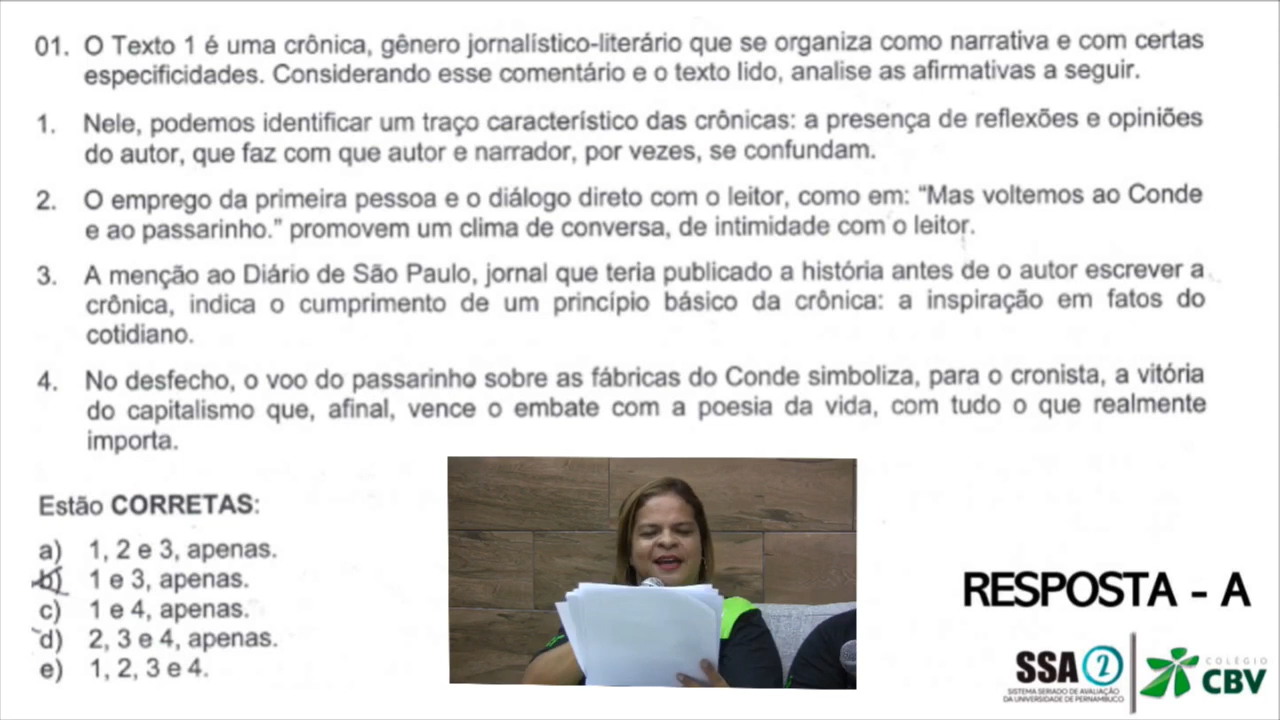 01. O Texto 1 é uma crônica, gênero jornalístico-literário que se organiza como narrativa e com certas
especificidades. Considerando esse comentário e o texto lido, analise as afirmativas a seguir.
1. Nele, podemos identificar um traço característico das crônicas: a presença de reflexões e opiniões
do autor, que faz com que autor e narrador, por vezes, se confundam.
2. O emprego da primeira pessoa e o diálogo direto com o leitor, como em: “Mas voltemos ao Conde
e ao passarinho.” promovem um clima de conversa, de intimidade com o leitor.
3. A menção ao Diário de São Paulo, jornal que teria publicado a história antes de o autor escrever a
crônica, indica o cumprimento de um princípio básico da crônica: a inspiração em fatos do
cotidiano.
4. No desfecho, o voo do passarinho sobre as fábricas do Conde simboliza, para o cronista, a vitória
do capitalismo que, afinal, vence o embate com a poesia da vida, com tudo o que realmente
importa.
Estão CORRETAS:
a) 1, 2 e 3, apenas.
b) 1 e 3, apenas.
c) 1 e 4, apenas.
d) 2, 3 e 4, apenas.
e) 1, 2, 3 e 4.
RESPOSTA - A
SSA 2
SISTEMA SERIADO DE AVALIAÇÃO
DA UNIVERSIDADE DE PERNAMBUCO
COLÉGIO
CBV